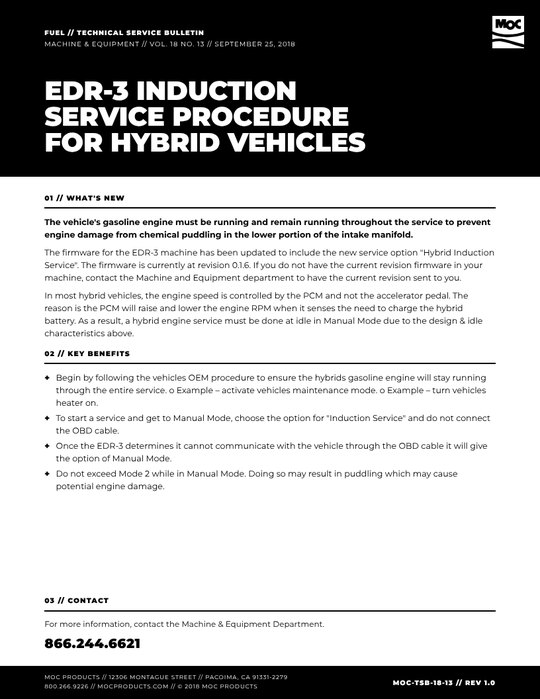 FUEL // TECHNICAL SERVICE BULLETIN
MACHINE & EQUIPMENT // VOL. 18 NO. 13 // SEPTEMBER 25, 2018
MOC
EDR-3 INDUCTION
SERVICE PROCEDURE
FOR HYBRID VEHICLES
01 // WHAT'S NEW
The vehicle's gasoline engine must be running and remain running throughout the service to prevent
engine damage from chemical puddling in the lower portion of the intake manifold.
The firmware for the EDR-3 machine has been updated to include the new service option "Hybrid Induction
Service". The firmware is currently at revision 0.1.6. If you do not have the current revision firmware in your
machine, contact the Machine and Equipment department to have the current revision sent to you.
In most hybrid vehicles, the engine speed is controlled by the PCM and not the accelerator pedal. The
reason is the PCM will raise and lower the engine RPM when it senses the need to charge the hybrid
battery. As a result, a hybrid engine service must be done at idle in Manual Mode due to the design & idle
characteristics above.
02 // KEY BENEFITS
✦ Begin by following the vehicles OEM procedure to ensure the hybrids gasoline engine will stay running
through the entire service. o Example – activate vehicles maintenance mode. o Example – turn vehicles
heater on.
✦ To start a service and get to Manual Mode, choose the option for "Induction Service" and do not connect
the OBD cable.
✦ Once the EDR-3 determines it cannot communicate with the vehicle through the OBD cable it will give
the option of Manual Mode.
✦ Do not exceed Mode 2 while in Manual Mode. Doing so may result in puddling which may cause
potential engine damage.
03 // CONTACT
For more information, contact the Machine & Equipment Department.
866.244.6621
MOC PRODUCTS // 12306 MONTAGUE STREET // PACOIMA, CA 91331-2279
800.266.9226 // MOCPRODUCTS.COM // © 2018 MOC PRODUCTS
MOC-TSB-18-13 // REV 1.0